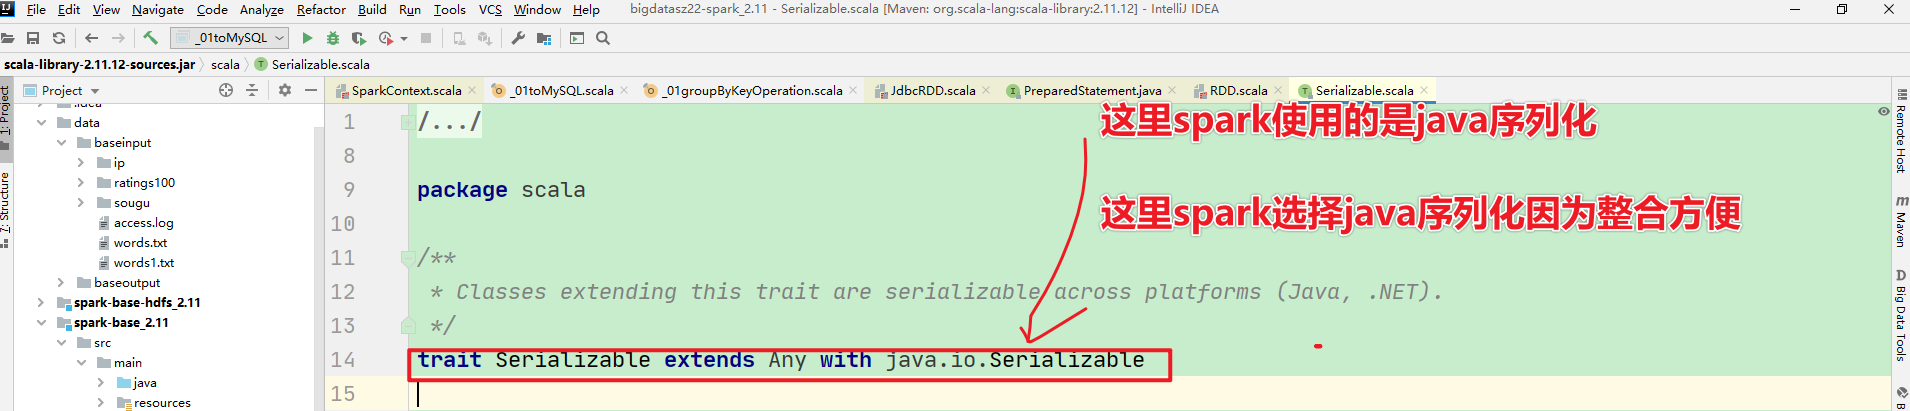 File Edit View Navigate Code Analyze Refactor Build Run Tools VCS Window Help bigdatasz22-spark_2.11 - Serializable.scala [Maven: org.scala-lang:scala-library:2.11.12] - IntelliJ IDEA
_01toMySQL
scala-library-2.11.12-sources.jar scala Serializable.scala
Project
SparkContext.scala _01toMySQL.scala _01groupByKeyOperation.scala JdbcRDD.scala PreparedStatement.java RDD.scala Serializable.scala
1: Project
7: Structure
.idea
data
baseinput
ip
ratings100
sougu
access.log
words.txt
words1.txt
baseoutput
spark-base-hdfs_2.11
spark-base_2.11
src
main
java
resources
1 /.../
8
9 package scala
10
11 /**
12 * Classes extending this trait are serializable across platforms (Java, .NET).
13 */
14 trait Serializable extends Any with java.io.Serializable
15
这里spark使用的是java序列化
这里spark选择java序列化因为整合方便
Remote Host
m Maven
D Big Data Tools
B